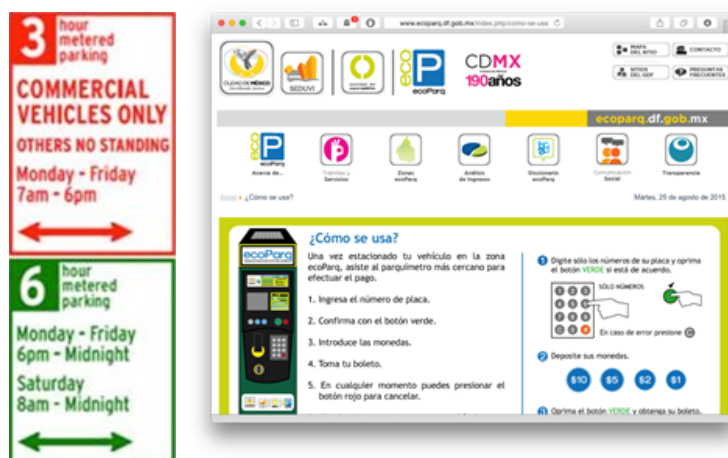 3 hour
metered
parking
COMMERCIAL
VEHICLES ONLY
OTHERS NO STANDING
Monday - Friday
7am - 6pm
6 hour
metered
parking
Monday - Friday
6pm - Midnight
Saturday
8am - Midnight
www.ecoparq.df.gob.mx/index.php/como-se-usa
CIUDAD DE MÉXICO
SEDUVI
eco P
ecoParq
CDMX
190años
MAPA
DEL SITIO
CONTACTO
SITIOS
DEL GDF
PREGUNTAS
FRECUENTES
ecoparq.df.gob.mx
eco P
ecoParq
Acerca de...
Trámites y
Servicios
Zonas
ecoParq
Análisis
de Ingresos
Diccionario
ecoParq
Comunicación
Social
Transparencia
Inicio ▸ ¿Cómo se usa?
Mártes, 25 de agosto de 2015
ecoParq
¿Cómo se usa?
Una vez estacionado tu vehículo en la zona
ecoParq, asiste al parquímetro más cercano para
efectuar el pago.
1. Ingresa el número de placa.
2. Confirma con el botón verde.
3. Introduce las monedas.
4. Toma tu boleto.
5. En cualquier momento puedes presionar el
botón rojo para cancelar.
1 Digite sólo los números de su placa y oprima
el botón VERDE si está de acuerdo.
SÓLO NÚMEROS
En caso de error presione C
2 Deposite sus monedas.
$10 $5 $2 $1
3 Oprima el botón VERDE y obtenga su boleto.